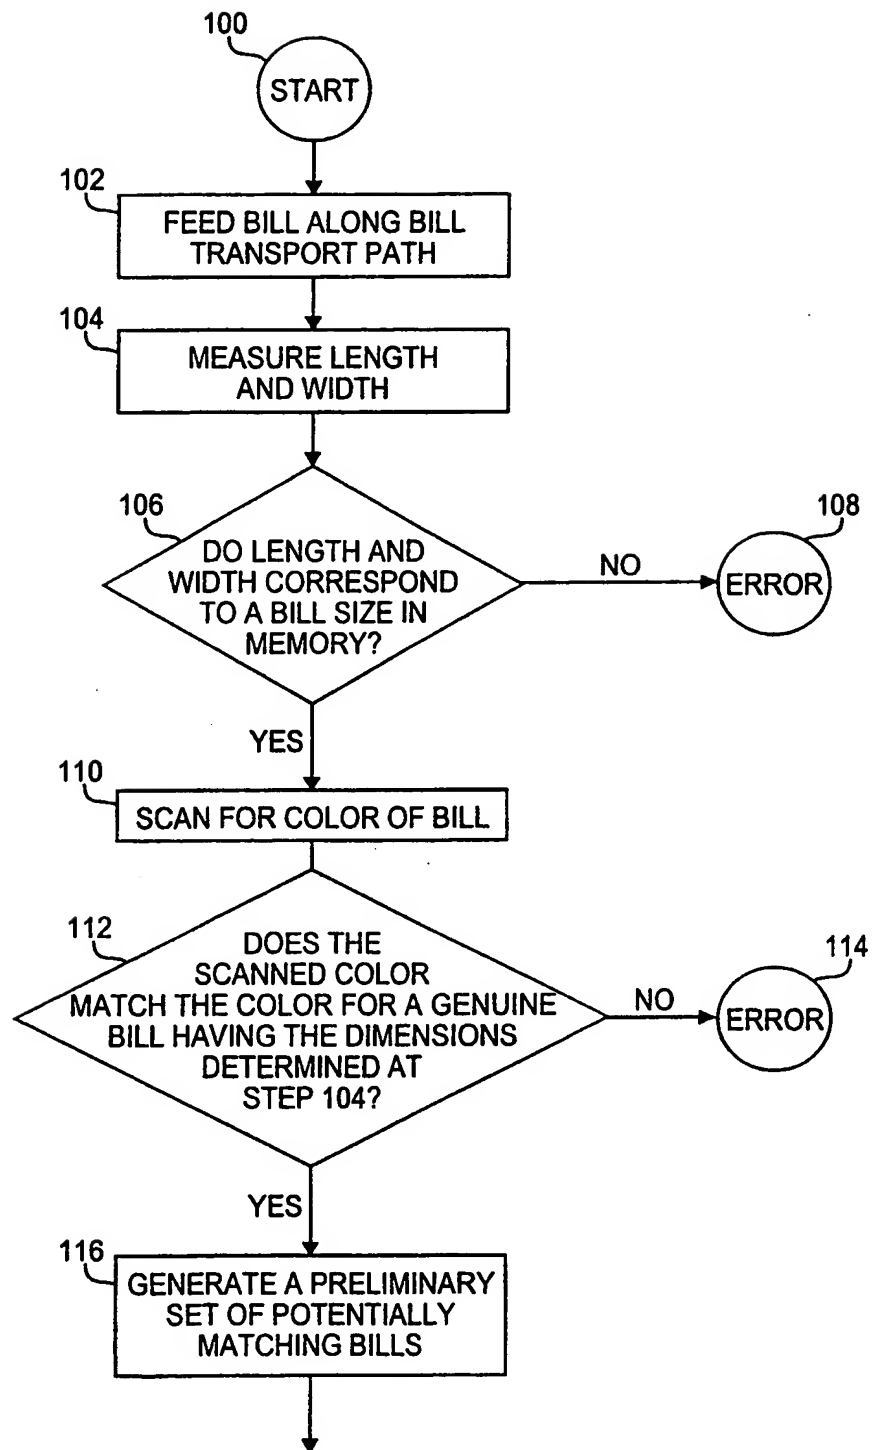 100
START
102
FEED BILL ALONG BILL
TRANSPORT PATH
104
MEASURE LENGTH
AND WIDTH
106
DO LENGTH AND
WIDTH CORRESPOND
TO A BILL SIZE IN
MEMORY?
NO
108
ERROR
YES
110
SCAN FOR COLOR OF BILL
112
DOES THE
SCANNED COLOR
MATCH THE COLOR FOR A GENUINE
BILL HAVING THE DIMENSIONS
DETERMINED AT
STEP 104?
NO
114
ERROR
YES
116
GENERATE A PRELIMINARY
SET OF POTENTIALLY
MATCHING BILLS